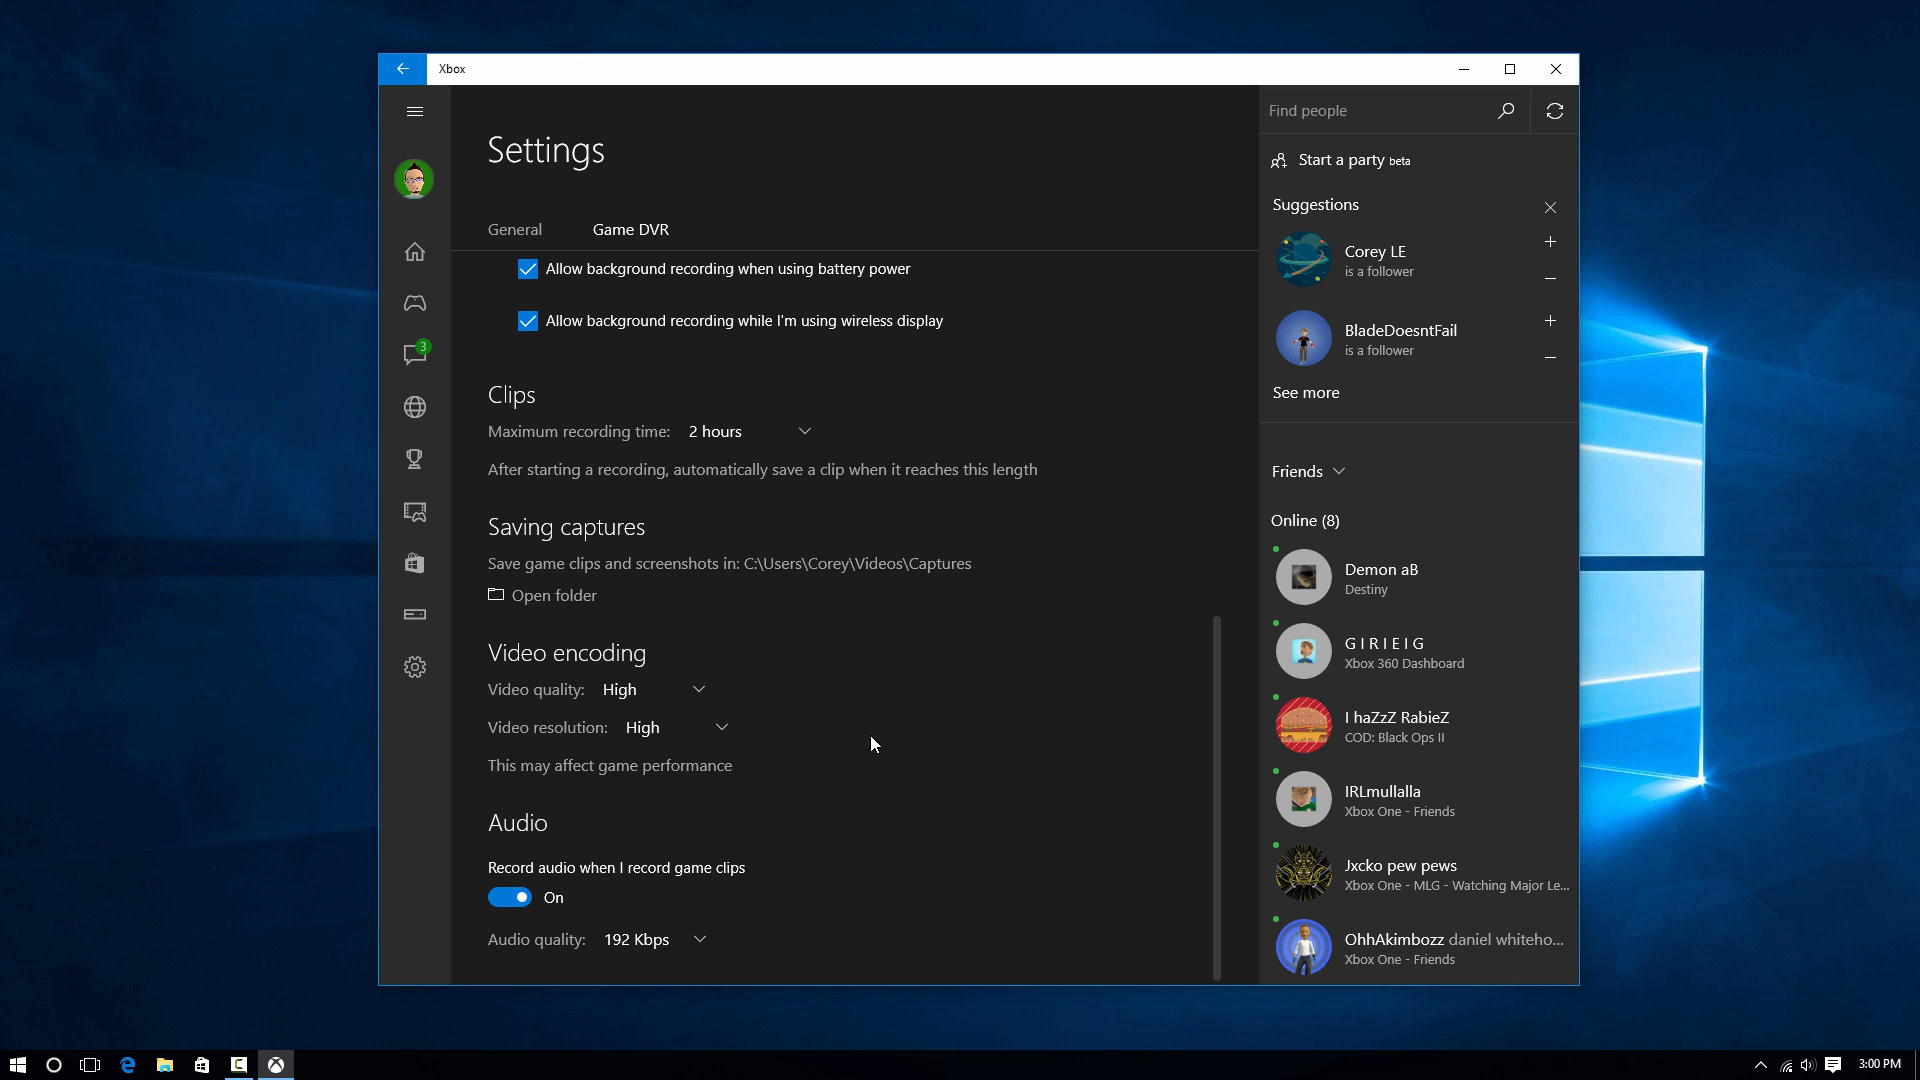 Xbox
Settings
General
Game DVR
Allow background recording when using battery power
Allow background recording while I'm using wireless display
Clips
Maximum recording time: 2 hours
After starting a recording, automatically save a clip when it reaches this length
Saving captures
Save game clips and screenshots in: C:\Users\Corey\Videos\Captures
Open folder
Video encoding
Video quality: High
Video resolution: High
This may affect game performance
Audio
Record audio when I record game clips
On
Audio quality: 192 Kbps
3
Find people
Start a party beta
Suggestions
Corey LE
is a follower
BladeDoesntFail
is a follower
See more
Friends
Online (8)
Demon aB
Destiny
G I R I E I G
Xbox 360 Dashboard
I haZzZ RabieZ
COD: Black Ops II
IRLmullalla
Xbox One - Friends
Jxcko pew pews
Xbox One - MLG - Watching Major Le...
OhhAkimbozz daniel whiteho...
Xbox One - Friends
3:00 PM